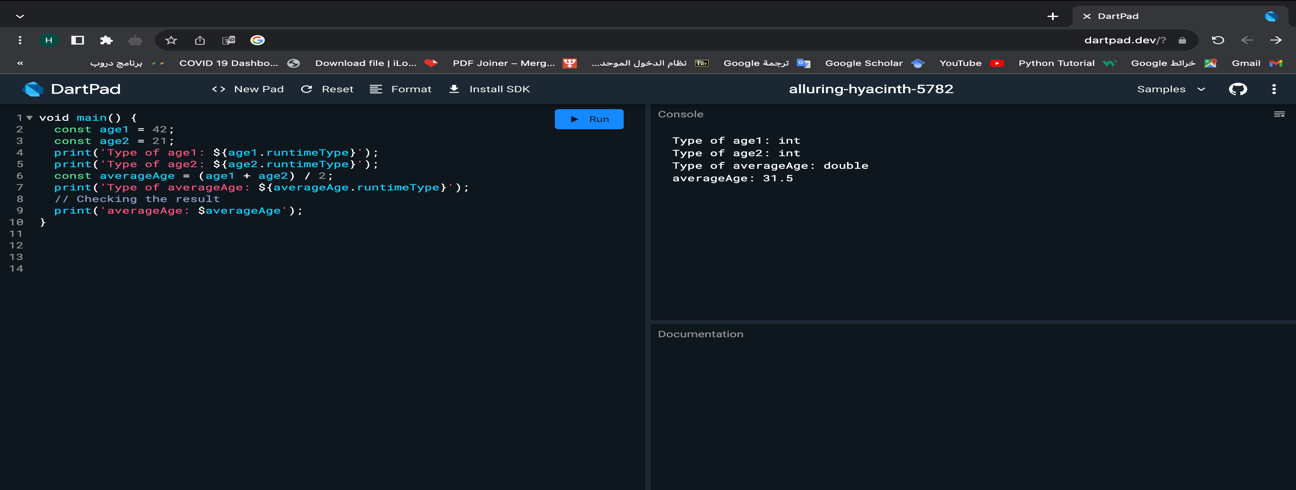 DartPad
H
dartpad.dev/?
« برنامج دروب COVID 19 Dashbo... Download file | iLo... PDF Joiner – Merg... نظام الدخول الموحد... ترجمة Google Google Scholar YouTube Python Tutorial خرائط Google Gmail
DartPad <> New Pad Reset Format Install SDK alluring-hyacinth-5782 Samples
Run
1 void main() {
2 const age1 = 42;
3 const age2 = 21;
4 print('Type of age1: ${age1.runtimeType}');
5 print('Type of age2: ${age2.runtimeType}');
6 const averageAge = (age1 + age2) / 2;
7 print('Type of averageAge: ${averageAge.runtimeType}');
8 // Checking the result
9 print('averageAge: $averageAge');
10 }
11
12
13
14
Console
Type of age1: int
Type of age2: int
Type of averageAge: double
averageAge: 31.5
Documentation